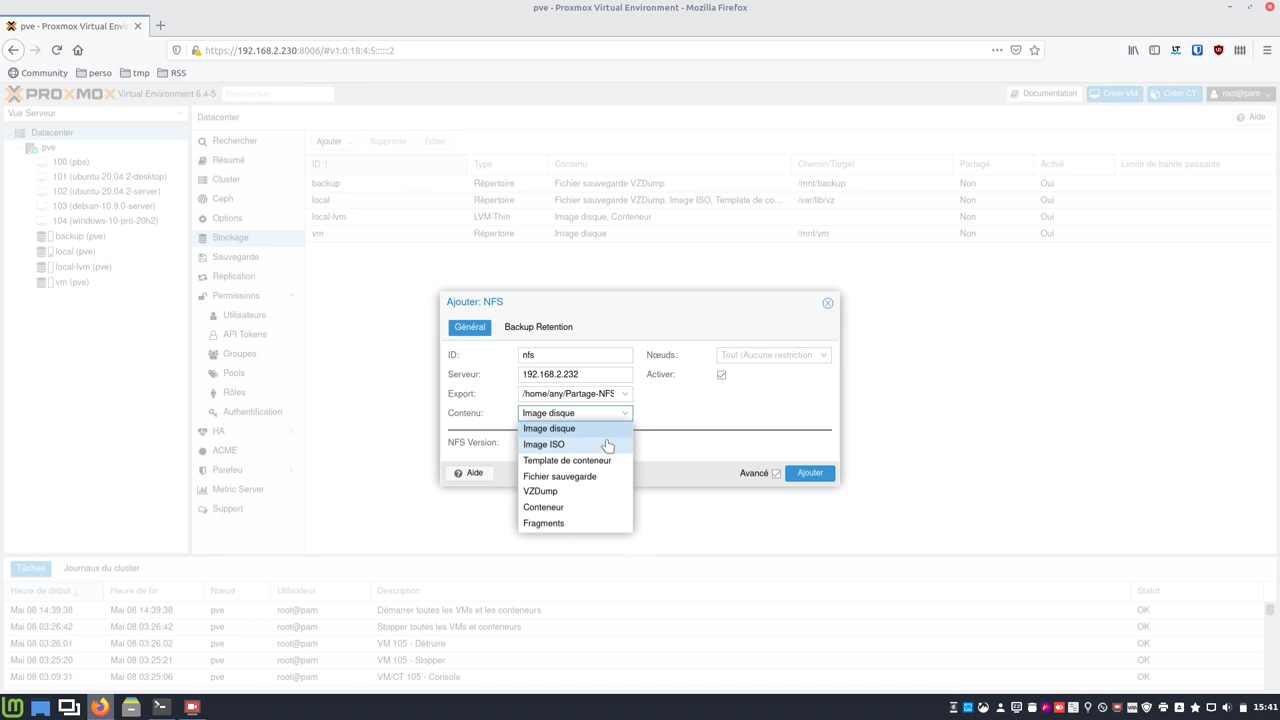 pve - Proxmox Virtual Environment - Mozilla Firefox
pve - Proxmox Virtual Envir
https://192.168.2.230:8006/#v1:0:18:4:5::::::2
Community perso tmp RSS
PROXMOX Virtual Environment 6.4-5 Rechercher Documentation Créer VM Créer CT root@pam
Vue Serveur
Datacenter
pve
100 (pbs)
101 (ubuntu-20.04.2-desktop)
102 (ubuntu-20.04.2-server)
103 (debian-10.9.0-server)
104 (windows-10-pro-20h2)
backup (pve)
local (pve)
local-lvm (pve)
vm (pve)
Datacenter Aide
Rechercher
Résumé
Cluster
Ceph
Options
Stockage
Sauvegarde
Réplication
Permissions
Utilisateurs
API Tokens
Groupes
Pools
Rôles
Authentification
HA
ACME
Parefeu
Metric Server
Support
Ajouter Supprimer Editer
ID ↑ Type Contenu Chemin/Target Partagé Activé Limite de bande passante
backup Répertoire Fichier sauvegarde VZDump /mnt/backup Non Oui
local Répertoire Fichier sauvegarde VZDump, Image ISO, Template de co... /var/lib/vz Non Oui
local-lvm LVM-Thin Image disque, Conteneur Non Oui
vm Répertoire Image disque /mnt/vm Non Oui
Ajouter: NFS
Général Backup Retention
ID: nfs Nœuds: Tout (Aucune restriction
Serveur: 192.168.2.232 Activer:
Export: /home/any/Partage-NFS
Contenu: Image disque
NFS Version:
Image disque
Image ISO
Template de conteneur
Fichier sauvegarde
VZDump
Conteneur
Fragments
Aide Avancé Ajouter
Tâches Journaux du cluster
Heure de début ↓ Heure de fin Nœud Utilisateur Description Statut
Mai 08 14:39:38 Mai 08 14:39:38 pve root@pam Démarrer toutes les VMs et les conteneurs OK
Mai 08 03:26:42 Mai 08 03:26:42 pve root@pam Stopper toutes les VMs et conteneurs OK
Mai 08 03:26:01 Mai 08 03:26:02 pve root@pam VM 105 - Détruire OK
Mai 08 03:25:20 Mai 08 03:25:21 pve root@pam VM 105 - Stopper OK
Mai 08 03:09:31 Mai 08 03:25:06 pve root@pam VM/CT 105 - Console OK
15:41